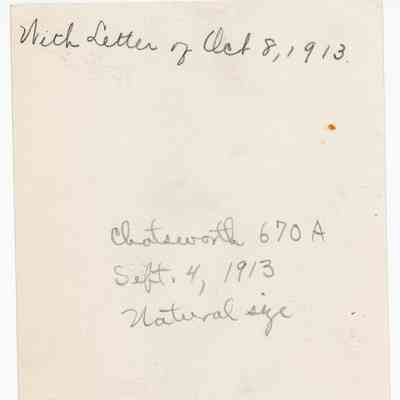 With Letter of Oct 8, 1913.
Chatsworth 670 A
Sept. 4, 1913
Natural size